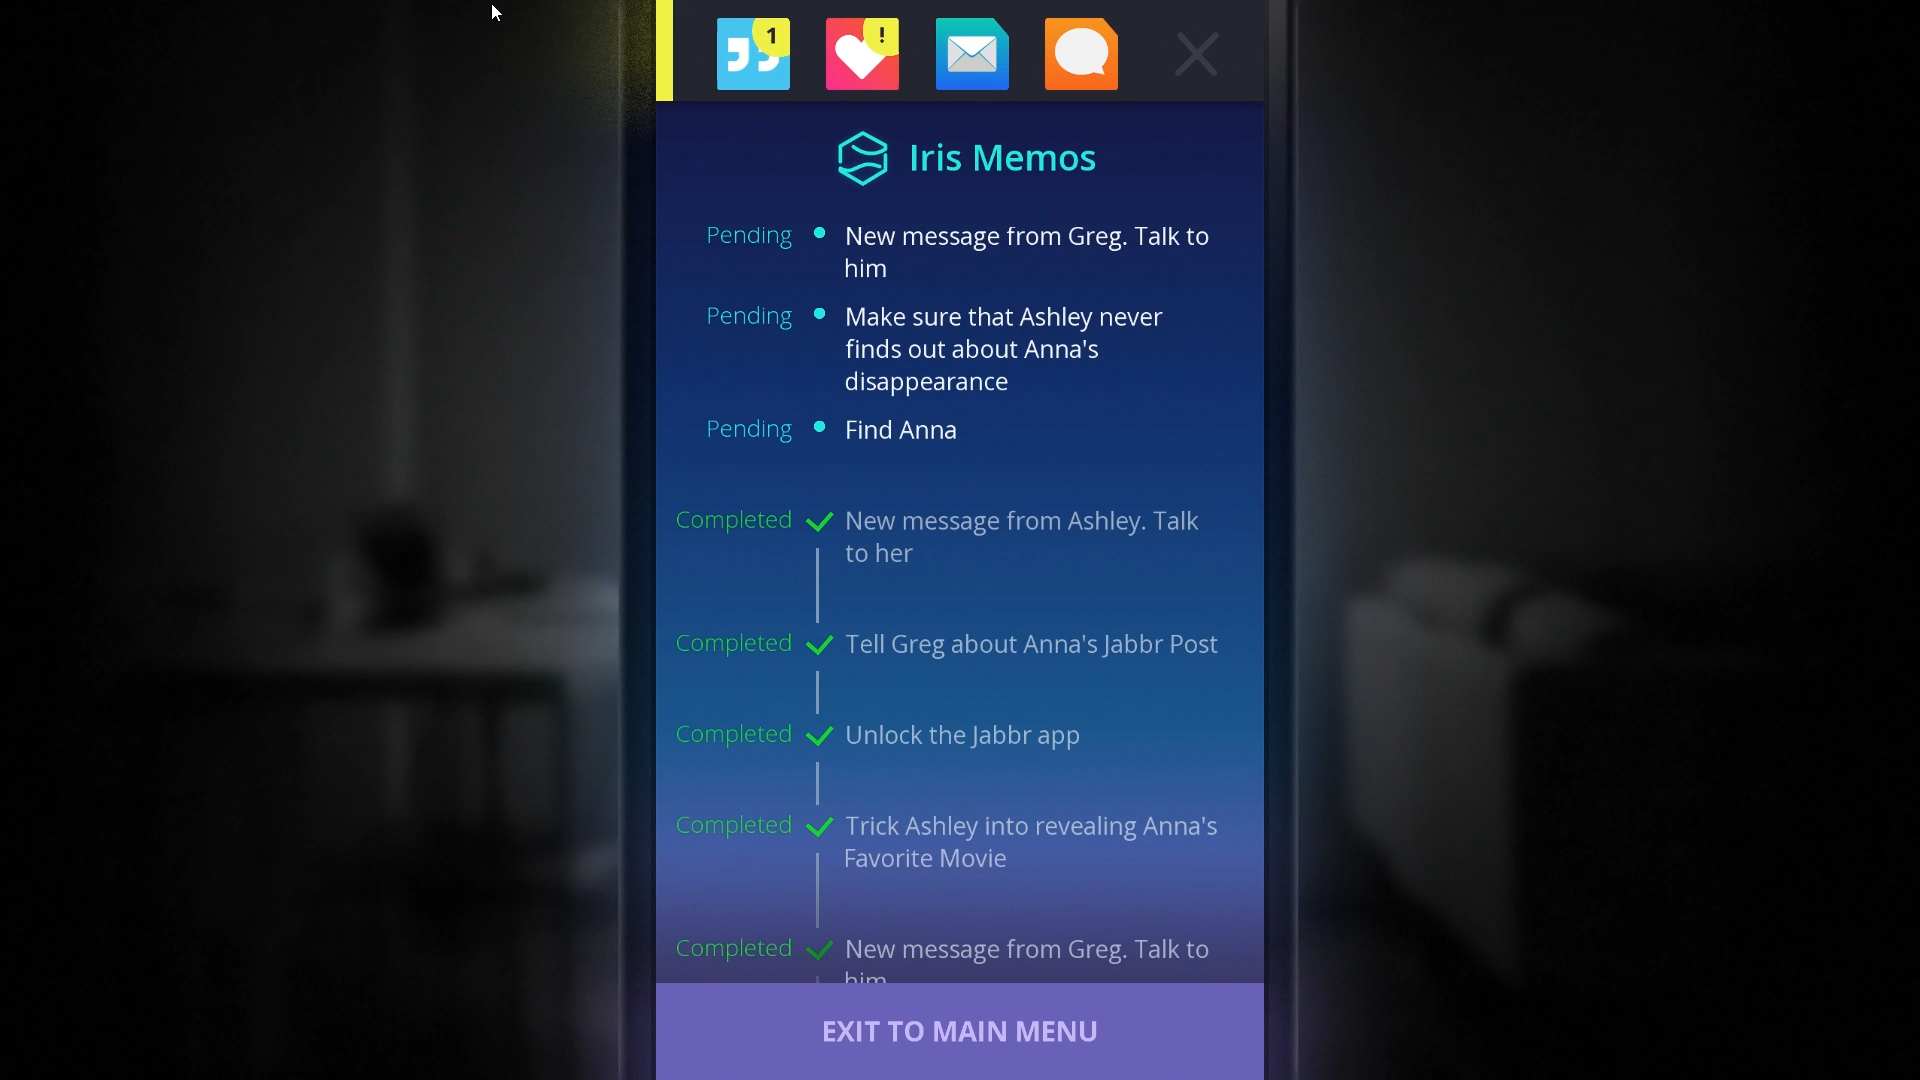 1
!
Iris Memos
Pending
New message from Greg. Talk to
him
Pending
Make sure that Ashley never
finds out about Anna's
disappearance
Pending
Find Anna
Completed
New message from Ashley. Talk
to her
Completed
Tell Greg about Anna's Jabbr Post
Completed
Unlock the Jabbr app
Completed
Trick Ashley into revealing Anna's
Favorite Movie
Completed
New message from Greg. Talk to
him
EXIT TO MAIN MENU